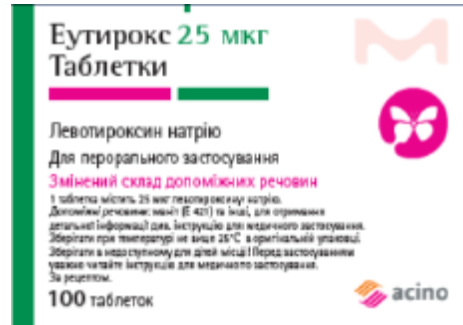 Еутирокс 25 мкг
Таблетки
Левотироксин натрію
Для перорального застосування
Змінений склад допоміжних речовин
1 таблетка містить 25 мкг левотироксину натрію.
Допоміжні речовини: маніт (Е 421) та інші, для отримання
детальної інформації див. інструкцію для медичного застосування.
Зберігати при температурі не вище 25°С в оригінальній упаковці.
Зберігати в недоступному для дітей місці! Перед застосуванням
уважно читайте інструкцію для медичного застосування.
За рецептом.
100 таблеток
acino